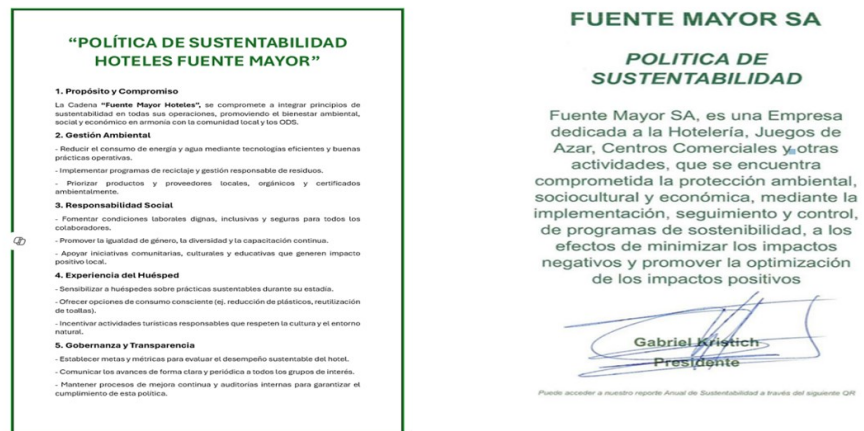 “POLÍTICA DE SUSTENTABILIDAD
HOTELES FUENTE MAYOR”
1. Propósito y Compromiso
La Cadena “Fuente Mayor Hoteles”, se compromete a integrar principios de
sustentabilidad en todas sus operaciones, promoviendo el bienestar ambiental,
social y económico en armonía con la comunidad local y los ODS.
2. Gestión Ambiental
- Reducir el consumo de energía y agua mediante tecnologías eficientes y buenas
prácticas operativas.
- Implementar programas de reciclaje y gestión responsable de residuos.
- Priorizar productos y proveedores locales, orgánicos y certificados
ambientalmente.
3. Responsabilidad Social
- Fomentar condiciones laborales dignas, inclusivas y seguras para todos los
colaboradores.
- Promover la igualdad de género, la diversidad y la capacitación continua.
- Apoyar iniciativas comunitarias, culturales y educativas que generen impacto
positivo local.
4. Experiencia del Huésped
- Sensibilizar a huéspedes sobre prácticas sustentables durante su estadía.
- Ofrecer opciones de consumo consciente (ej. reducción de plásticos, reutilización
de toallas).
- Incentivar actividades turísticas responsables que respeten la cultura y el entorno
natural.
5. Gobernanza y Transparencia
- Establecer metas y métricas para evaluar el desempeño sustentable del hotel.
- Comunicar los avances de forma clara y periódica a todos los grupos de interés.
- Mantener procesos de mejora continua y auditorias internas para garantizar el
cumplimiento de esta política.
FUENTE MAYOR SA
POLITICA DE
SUSTENTABILIDAD
Fuente Mayor SA, es una Empresa
dedicada a la Hotelería, Juegos de
Azar, Centros Comerciales y otras
actividades, que se encuentra
comprometida la protección ambiental,
sociocultural y económica, mediante la
implementación, seguimiento y control,
de programas de sostenibilidad, a los
efectos de minimizar los impactos
negativos y promover la optimización
de los impactos positivos
Gabriel Kristich
Presidente
Puede acceder a nuestro reporte Anual de Sustentabilidad a través del siguiente QR